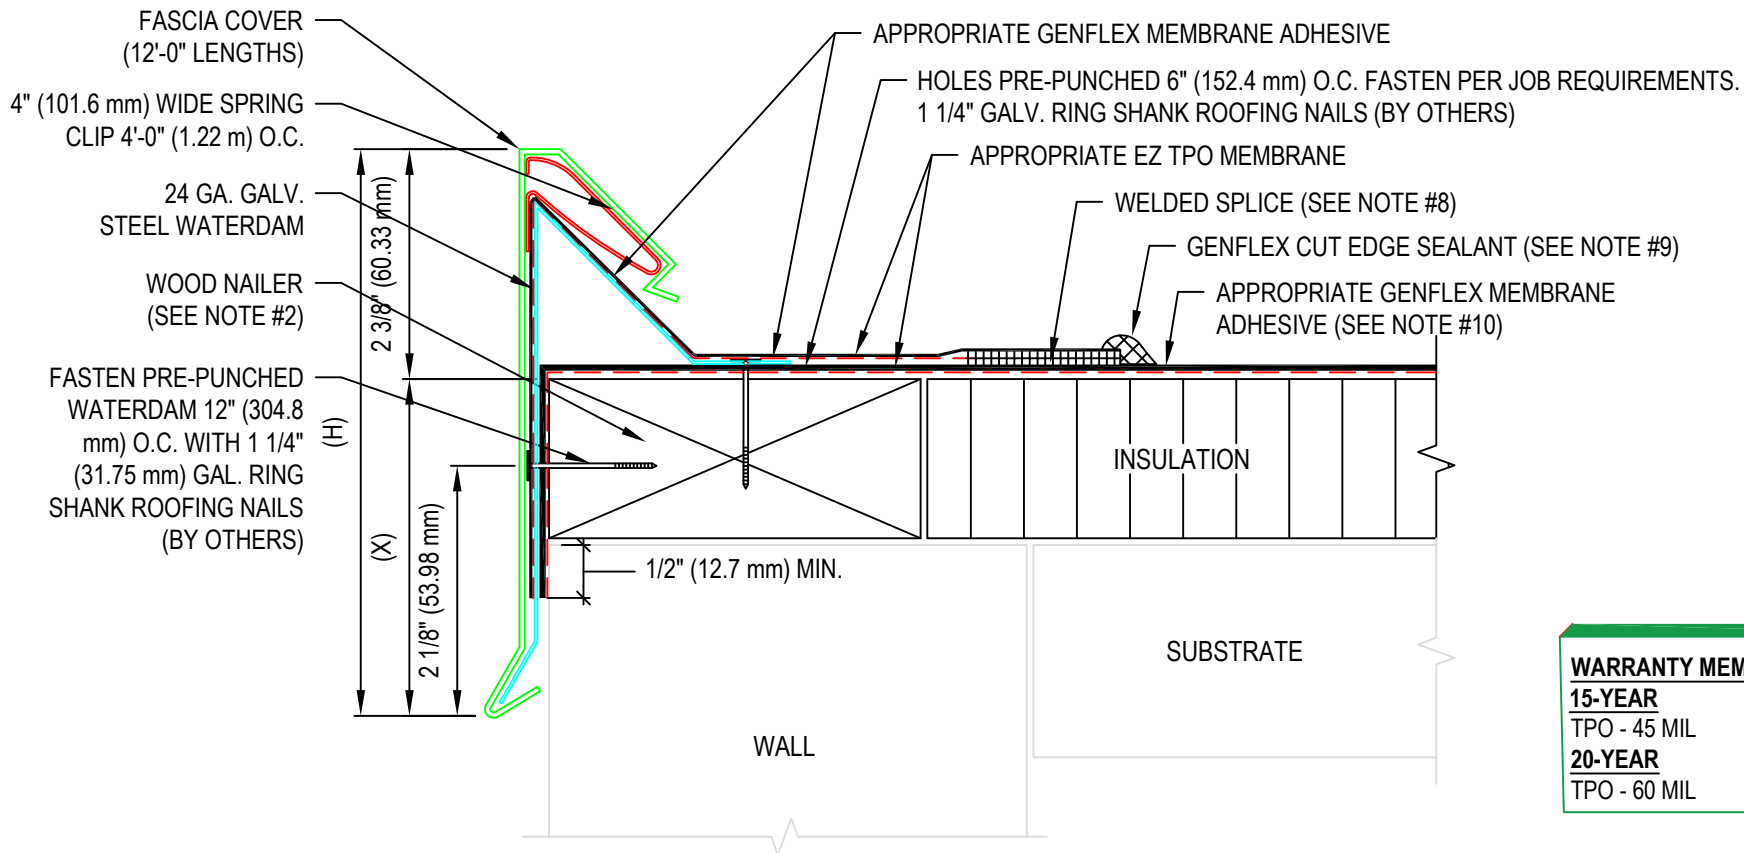 FASCIA COVER
(12'-0" LENGTHS)
4" (101.6 mm) WIDE SPRING
CLIP 4'-0" (1.22 m) O.C.
24 GA. GALV.
STEEL WATERDAM
WOOD NAILER
(SEE NOTE #2)
FASTEN PRE-PUNCHED
WATERDAM 12" (304.8
mm) O.C. WITH 1 1/4"
(31.75 mm) GAL. RING
SHANK ROOFING NAILS
(BY OTHERS)
(H)
(X)
2 3/8" (60.33 mm)
2 1/8" (53.98 mm)
APPROPRIATE GENFLEX MEMBRANE ADHESIVE
HOLES PRE-PUNCHED 6" (152.4 mm) O.C. FASTEN PER JOB REQUIREMENTS.
1 1/4" GALV. RING SHANK ROOFING NAILS (BY OTHERS)
APPROPRIATE EZ TPO MEMBRANE
WELDED SPLICE (SEE NOTE #8)
GENFLEX CUT EDGE SEALANT (SEE NOTE #9)
APPROPRIATE GENFLEX MEMBRANE
ADHESIVE (SEE NOTE #10)
INSULATION
1/2" (12.7 mm) MIN.
SUBSTRATE
WALL
WARRANTY MEM
15-YEAR
TPO - 45 MIL
20-YEAR
TPO - 60 MIL